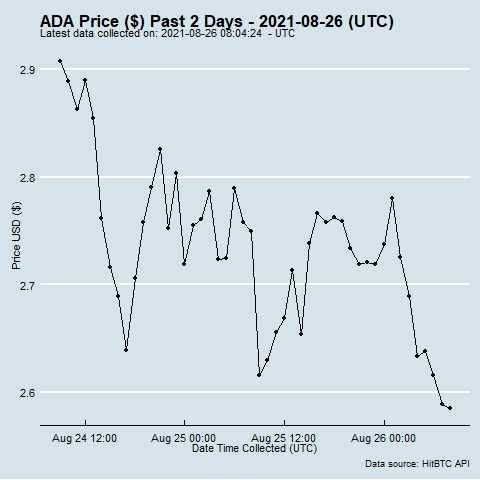 ADA Price ($) Past 2 Days - 2021-08-26 (UTC)
Latest data collected on: 2021-08-26 08:04:24  - UTC
2.9
2.8
2.7
2.6
Price USD ($)
Aug 24 12:00
Aug 25 00:00
Aug 25 12:00
Aug 26 00:00
Date Time Collected (UTC)
Data source: HitBTC API